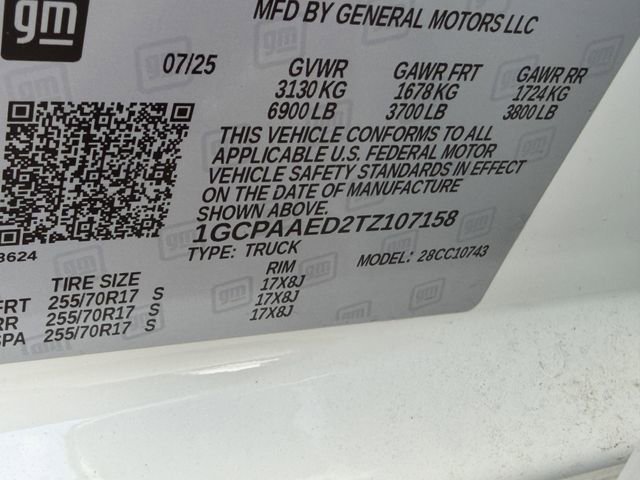 gm
MFD BY GENERAL MOTORS LLC
07/25 GVWR GAWR FRT GAWR RR
3130 KG 1678 KG 1724 KG
6900 LB 3700 LB 3800 LB
THIS VEHICLE CONFORMS TO ALL
APPLICABLE U.S. FEDERAL MOTOR
VEHICLE SAFETY STANDARDS IN EFFECT
ON THE DATE OF MANUFACTURE
SHOWN ABOVE.
1GCPAAED2TZ107158
3624
TYPE: TRUCK MODEL: 28CC10743
TIRE SIZE RIM
FRT 255/70R17 S 17X8J
RR 255/70R17 S 17X8J
SPA 255/70R17 S 17X8J